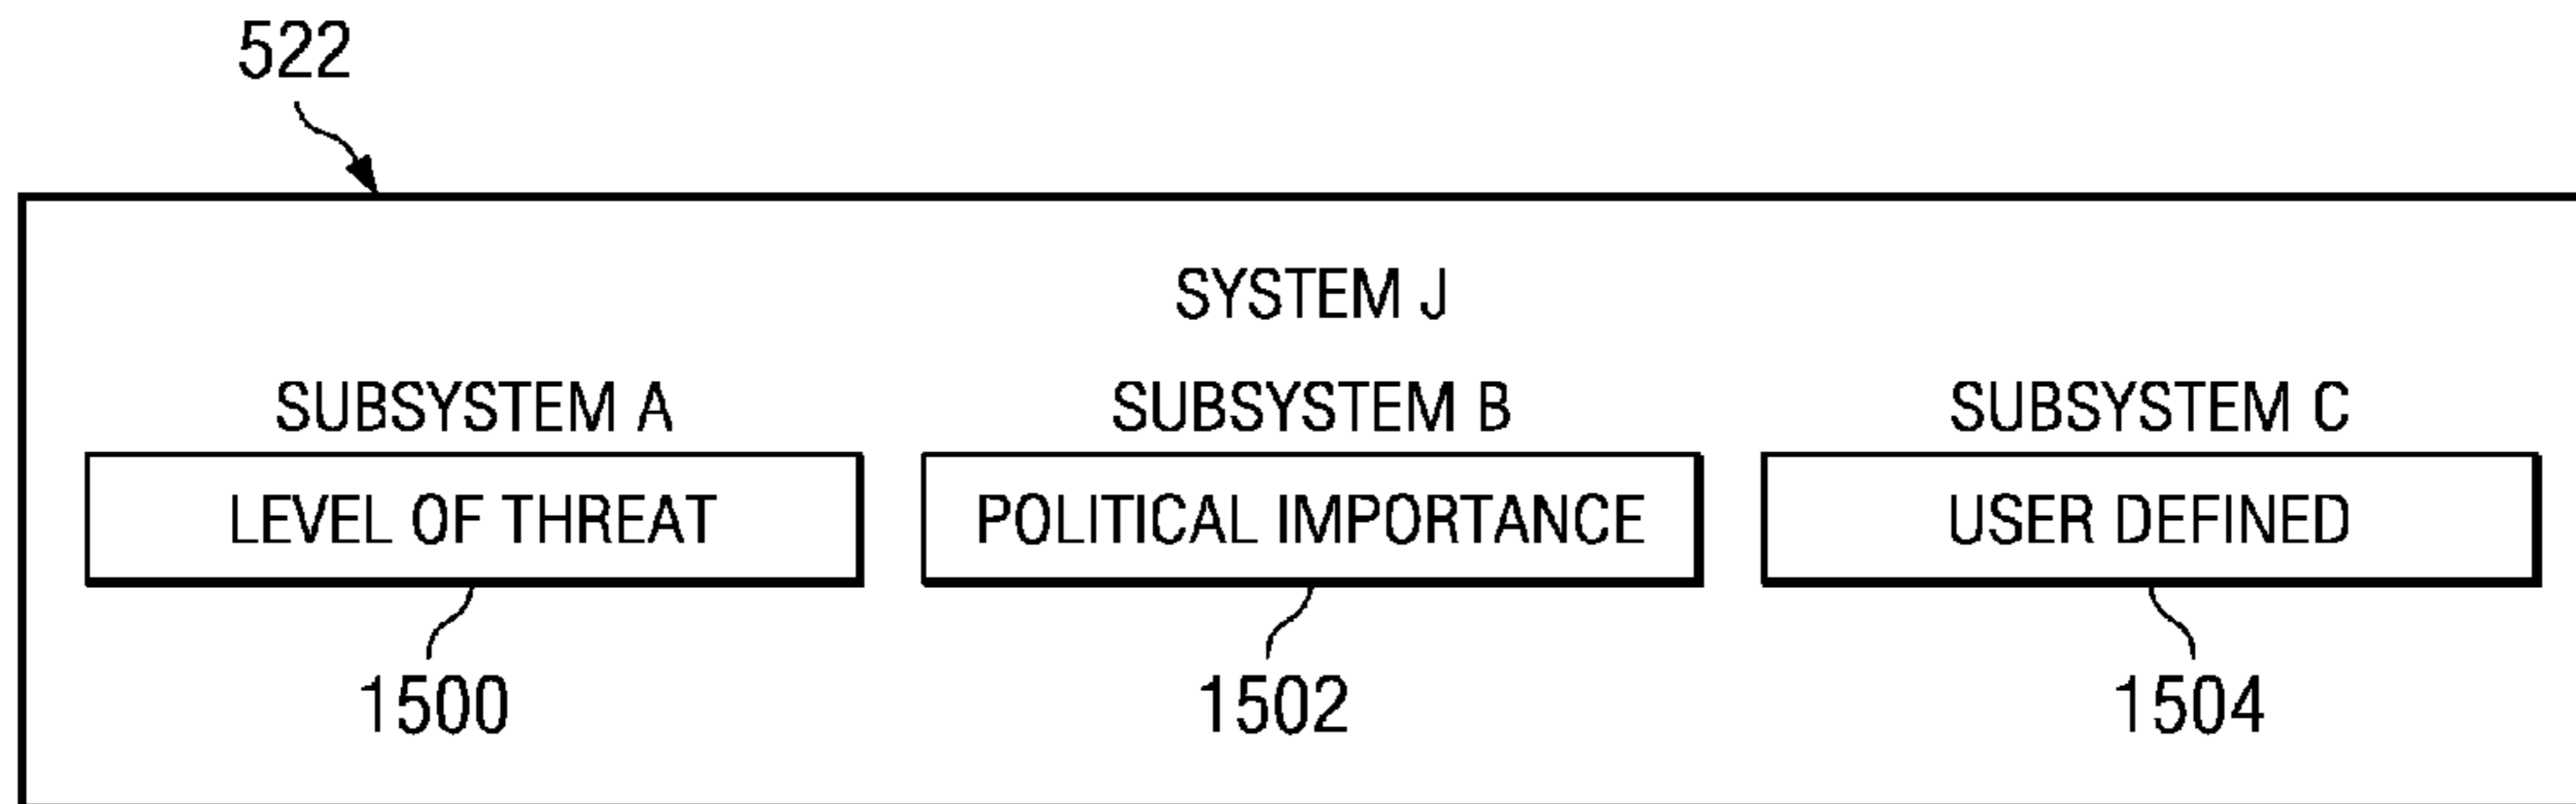 522
SYSTEM J
SUBSYSTEM A SUBSYSTEM B SUBSYSTEM C
LEVEL OF THREAT POLITICAL IMPORTANCE USER DEFINED
1500 1502 1504